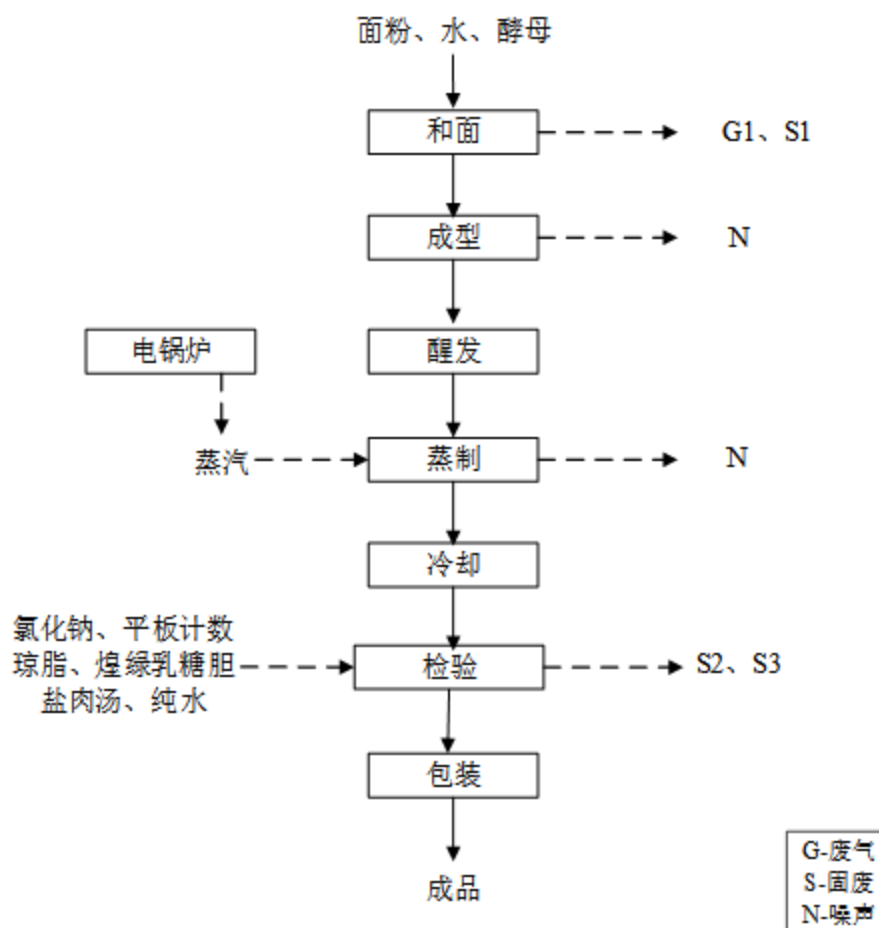 面粉、水、酵母
和面
G1、S1
成型
N
电锅炉
醒发
蒸汽
蒸制
N
冷却
氯化钠、平板计数
琼脂、煌绿乳糖胆
盐肉汤、纯水
检验
S2、S3
包装
成品
G-废气
S-固废
N-噪声